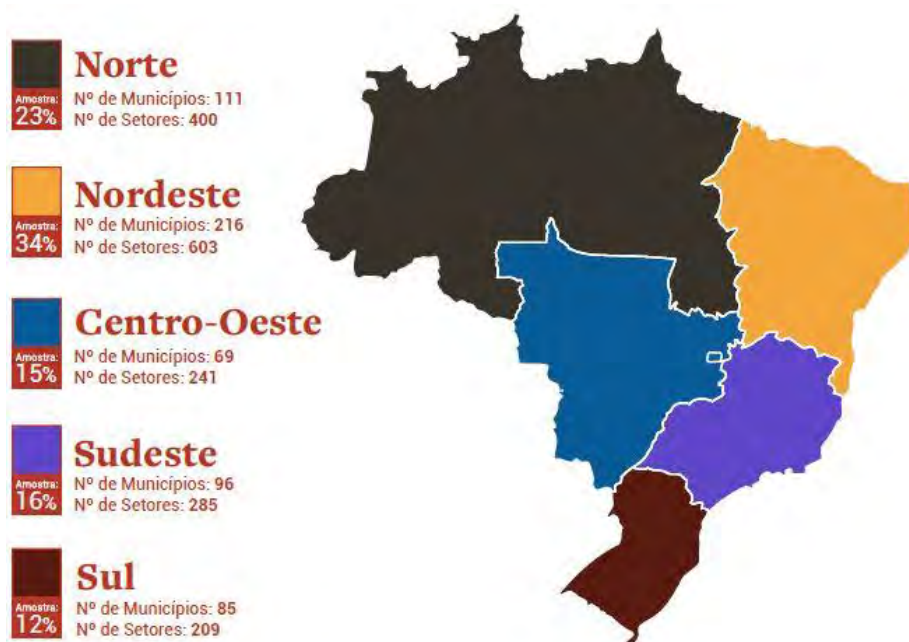 Norte
Amostra:
23%
Nº de Municípios: 111
Nº de Setores: 400
Nordeste
Amostra:
34%
Nº de Municípios: 216
Nº de Setores: 603
Centro-Oeste
Amostra:
15%
Nº de Municípios: 69
Nº de Setores: 241
Sudeste
Amostra:
16%
Nº de Municípios: 96
Nº de Setores: 285
Sul
Amostra:
12%
Nº de Municípios: 85
Nº de Setores: 209